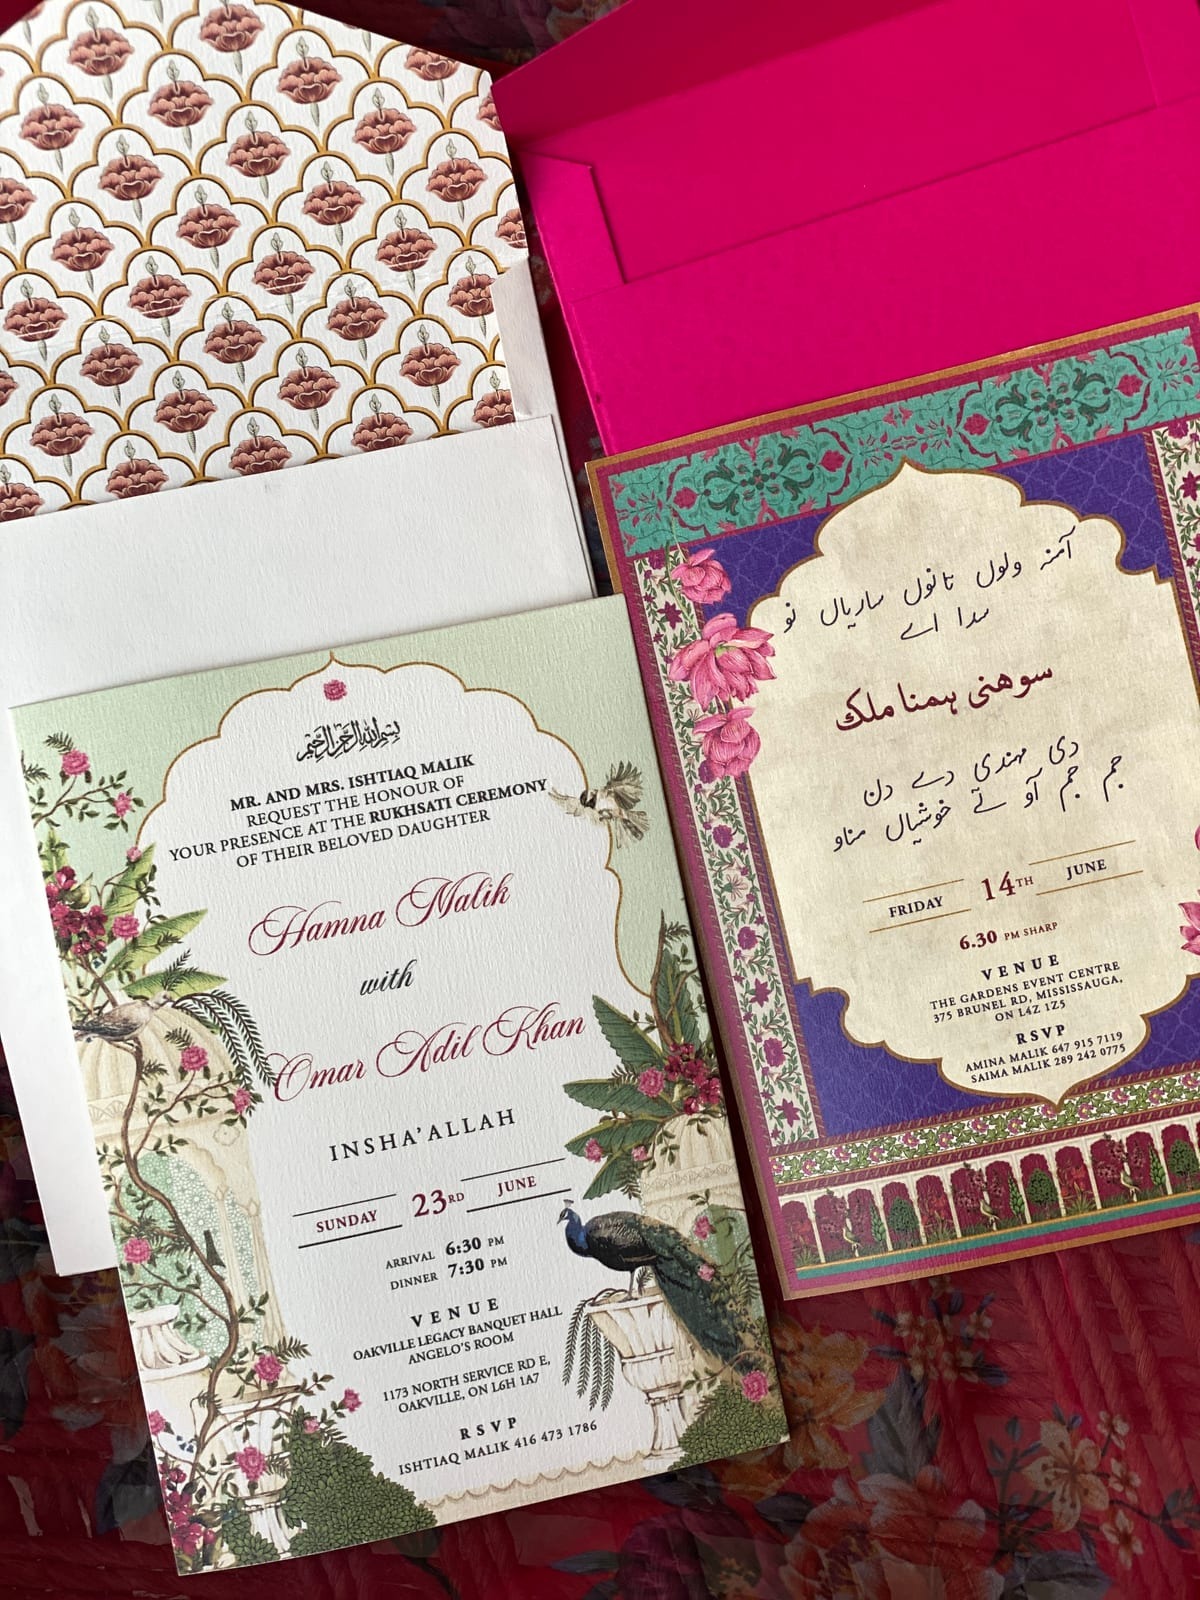 بسم الله الرحمن الرحيم
MR. AND MRS. ISHTIAQ MALIK
REQUEST THE HONOUR OF
YOUR PRESENCE AT THE RUKHSATI CEREMONY
OF THEIR BELOVED DAUGHTER
Hamna Malik
with
Omar Adil Khan
INSHA'ALLAH
SUNDAY 23RD JUNE
ARRIVAL 6:30 PM
DINNER 7:30 PM
VENUE
OAKVILLE LEGACY BANQUET HALL
ANGELO'S ROOM
1173 NORTH SERVICE RD E,
OAKVILLE, ON L6H 1A7
RSVP
ISHTIAQ MALIK 416 473 1786
آمنہ ولوں تانوں ساریاں نو
سدا اے
سوھنی ہمنا ملک
دی مہندی دے دن
جم جم آو تے خوشیاں مناو
FRIDAY 14TH JUNE
6.30 PM SHARP
VENUE
THE GARDENS EVENT CENTRE
375 BRUNEL RD, MISSISSAUGA,
ON L4Z 1Z5
RSVP
AMINA MALIK 647 915 7119
SAIMA MALIK 289 242 0775